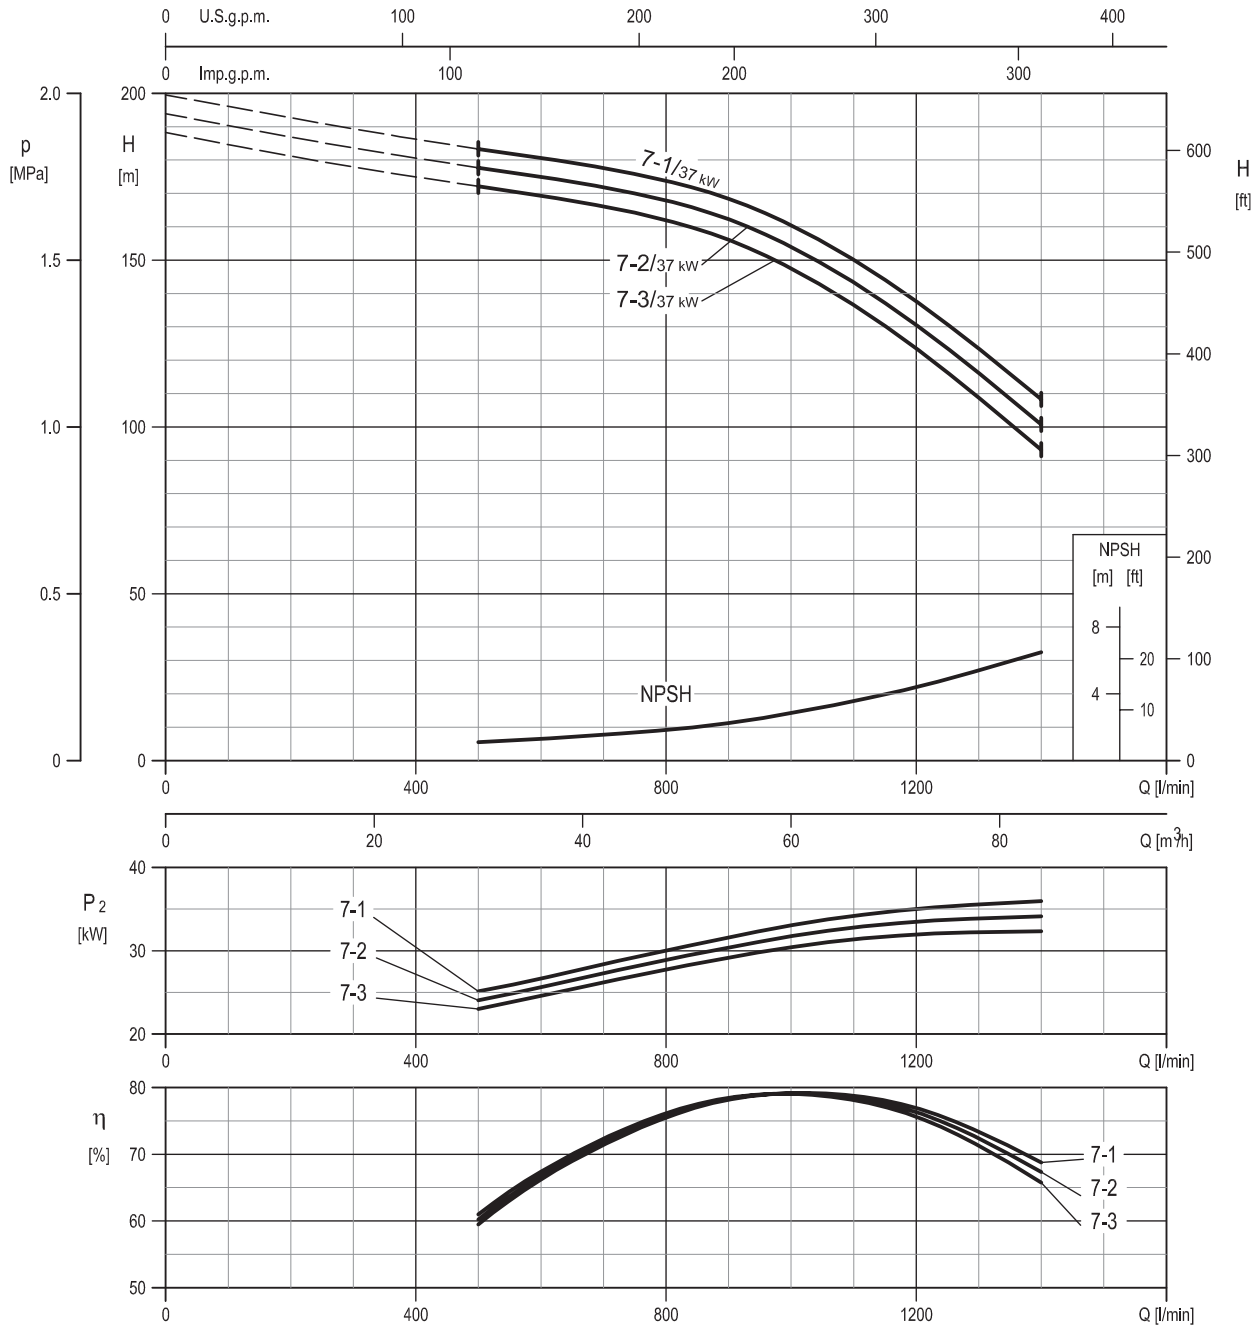 0 U.S.g.p.m. 100 200 300 400
0 Imp.g.p.m. 100 200 300
2.0 200
p H
[MPa] [m]
7-1/37 kW
600
H
[ft]
7-2/37 kW
1.5 150
500
7-3/37 kW
400
1.0 100
300
NPSH
[m] [ft]
200
0.5 50
8
20 100
NPSH
4
10
0 0 0
0 400 800 1200 Q [l/min]
0 20 40 60 80 Q [m³/h]
40
P2
[kW]
7-1
30
7-2
7-3
20
0 400 800 1200 Q [l/min]
80
η
[%]
70
7-1
7-2
7-3
60
50
0 400 800 1200 Q [l/min]